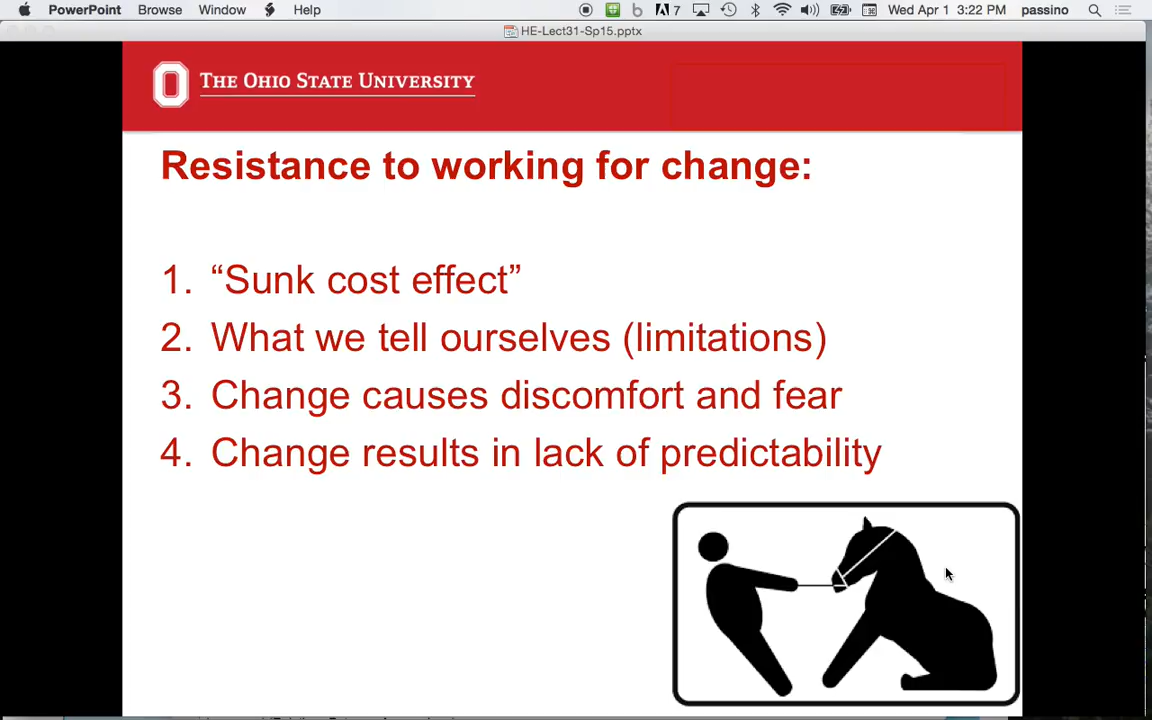 PowerPoint Browse Window Help 7 Wed Apr 1 3:22 PM passino
HE-Lect31-Sp15.pptx
THE OHIO STATE UNIVERSITY
Resistance to working for change:
1. “Sunk cost effect”
2. What we tell ourselves (limitations)
3. Change causes discomfort and fear
4. Change results in lack of predictability